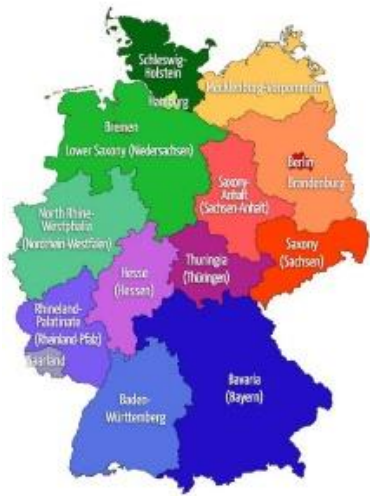 Schleswig-
Holstein
Mecklenburg-Vorpommern
Hamburg
Bremen
Lower Saxony (Niedersachsen)
Berlin
Brandenburg
Saxony-
Anhalt
(Sachsen-Anhalt)
North Rhine-
Westphalia
(Nordrhein-Westfalen)
Hesse
(Hessen)
Thuringia
(Thüringen)
Saxony
(Sachsen)
Rhineland-
Palatinate
(Rheinland-Pfalz)
Saarland
Baden-
Württemberg
Bavaria
(Bayern)